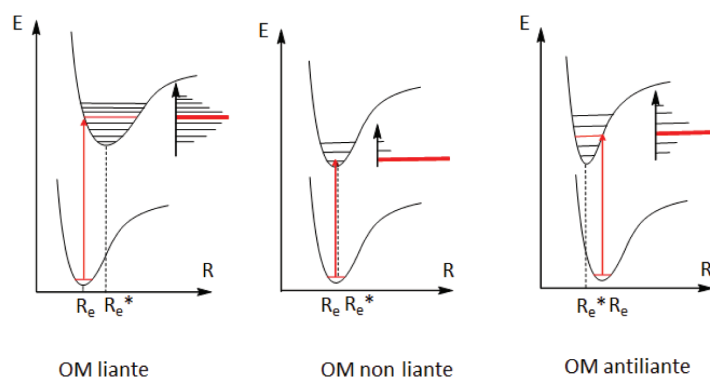 E
R
Re Re*
OM liante
E
R
Re Re*
OM non liante
E
R
Re* Re
OM antiliante